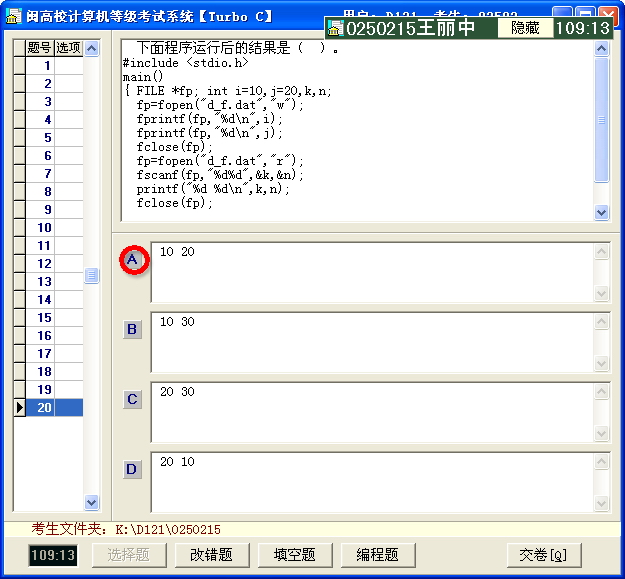 闽高校计算机等级考试系统【Turbo C】
0250215王丽中 隐藏 109:13
题号 选项
1
2
3
4
5
6
7
8
9
10
11
12
13
14
15
16
17
18
19
20
下面程序运行后的结果是（  ）。
#include <stdio.h>
main()
{ FILE *fp; int i=10,j=20,k,n;
fp=fopen("d_f.dat","w");
fprintf(fp,"%d\n",i);
fprintf(fp,"%d\n",j);
fclose(fp);
fp=fopen("d_f.dat","r");
fscanf(fp,"%d%d",&k,&n);
printf("%d %d\n",k,n);
fclose(fp);
A 10 20
B 10 30
C 20 30
D 20 10
考生文件夹：K:\D121\0250215
109:13 选择题 改错题 填空题 编程题 交卷[Q]